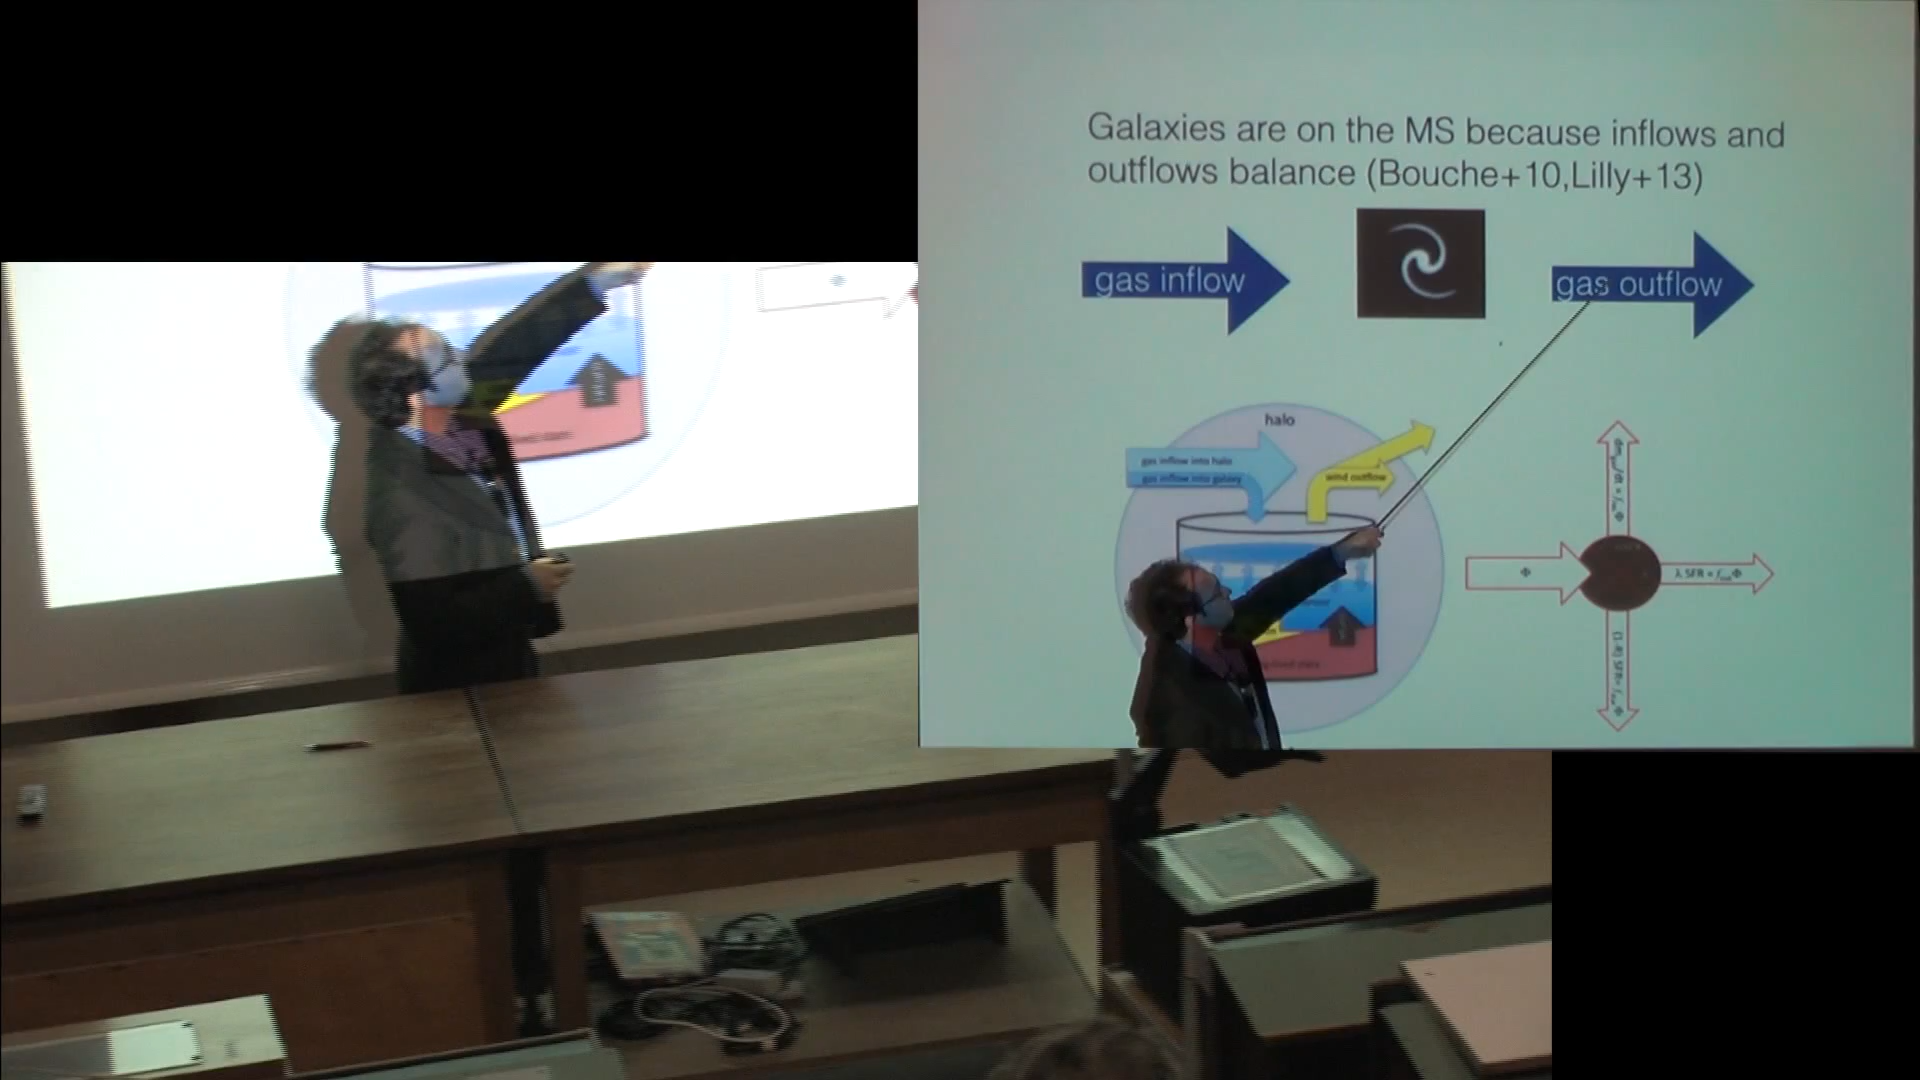 Galaxies are on the MS because inflows and
outflows balance (Bouche+10,Lilly+13)
gas inflow
gas outflow
halo
gas inflow into halo
gas inflow into galaxy
wind outflow
Φ
λ SFR = f Φ